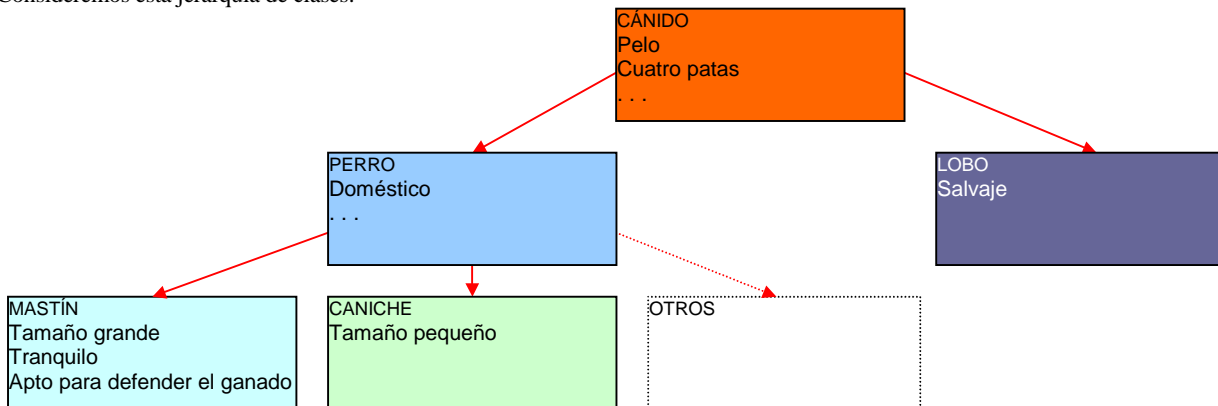 Consideremos esta jerarquía de clases:
CÁNIDO
Pelo
Cuatro patas
. . .
PERRO
Doméstico
. . .
LOBO
Salvaje
MASTÍN
Tamaño grande
Tranquilo
Apto para defender el ganado
CANICHE
Tamaño pequeño
OTROS